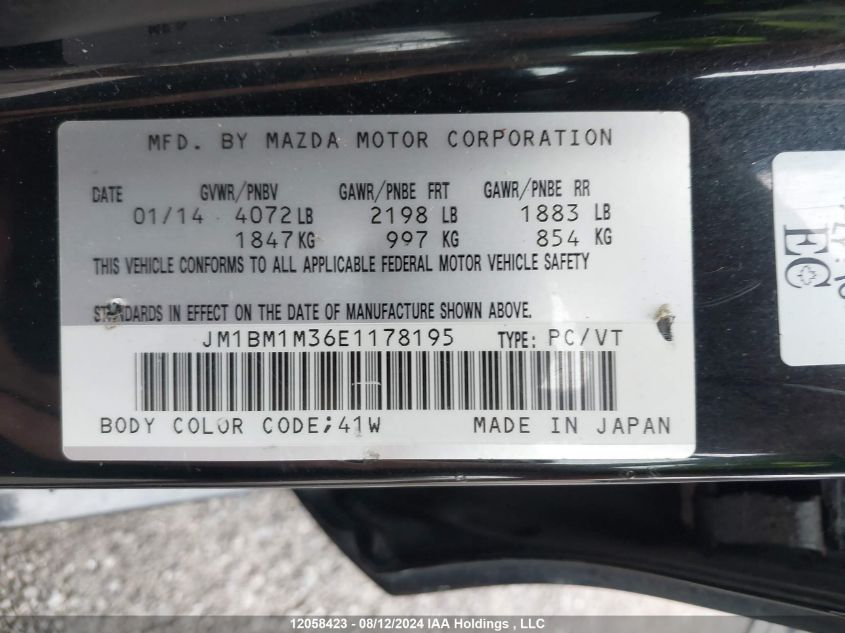 MFD. BY MAZDA MOTOR CORPORATION
DATE GVWR/PNBV GAWR/PNBE FRT GAWR/PNBE RR
01/14 4072 LB 2198 LB 1883 LB
1847 KG 997 KG 854 KG
THIS VEHICLE CONFORMS TO ALL APPLICABLE FEDERAL MOTOR VEHICLE SAFETY
STANDARDS IN EFFECT ON THE DATE OF MANUFACTURE SHOWN ABOVE.
JM1BM1M36E1178195 TYPE: PC/VT
BODY COLOR CODE;41W MADE IN JAPAN
EC
12058423 - 08/12/2024 IAA Holdings , LLC